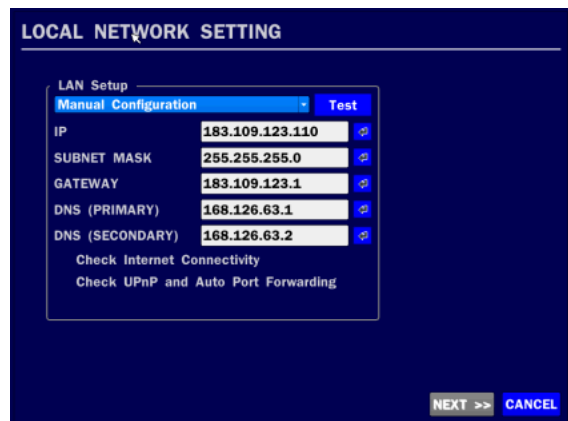 LOCAL NETWORK SETTING
LAN Setup
Manual Configuration Test
IP 183.109.123.110
SUBNET MASK 255.255.255.0
GATEWAY 183.109.123.1
DNS (PRIMARY) 168.126.63.1
DNS (SECONDARY) 168.126.63.2
Check Internet Connectivity
Check UPnP and Auto Port Forwarding
NEXT >> CANCEL